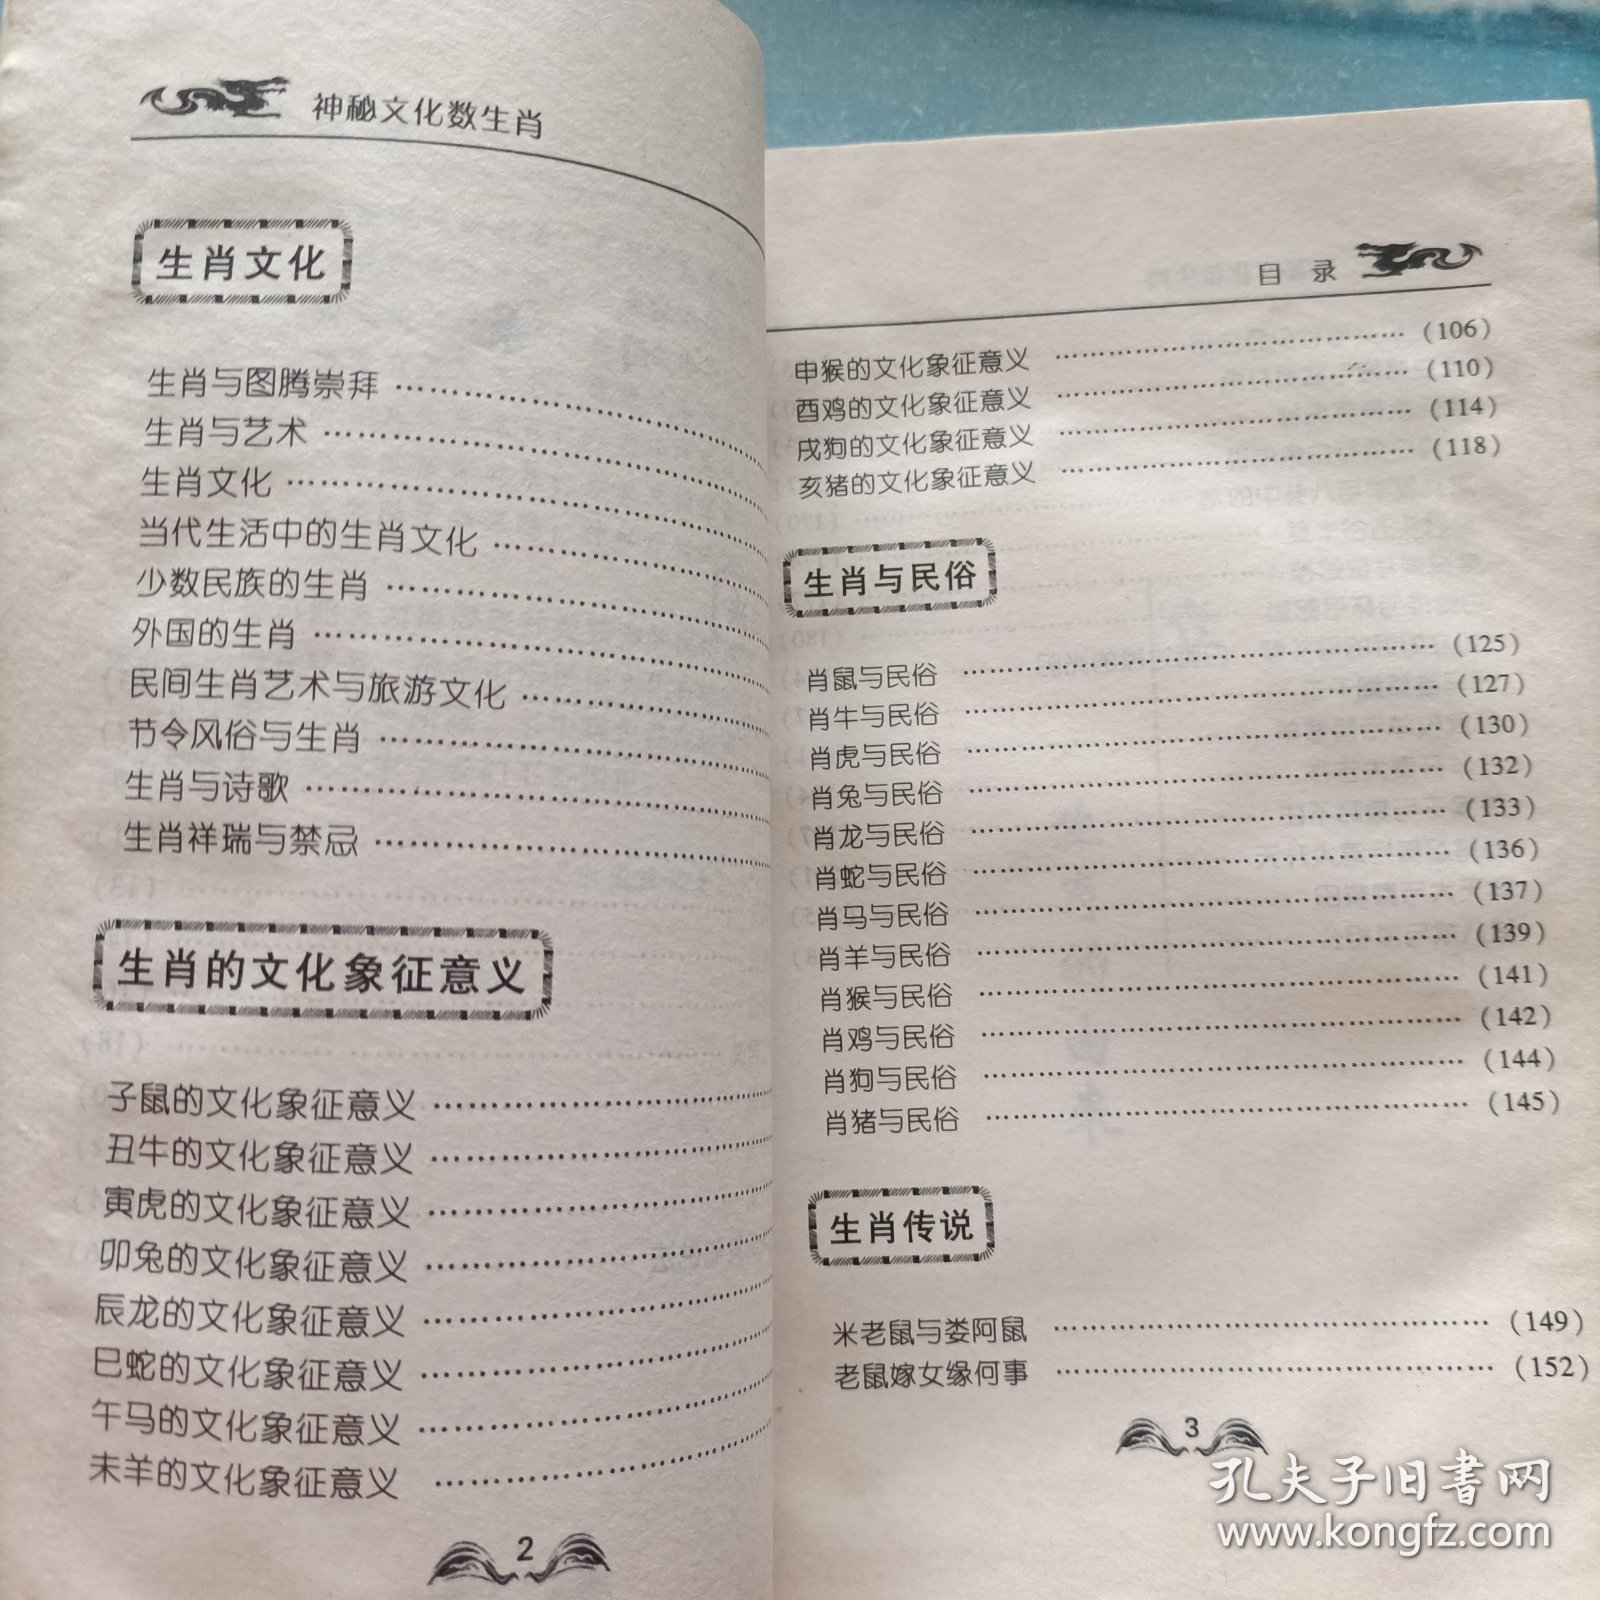 神秘文化数生肖
生肖文化
生肖与图腾崇拜
生肖与艺术
生肖文化
当代生活中的生肖文化
少数民族的生肖
外国的生肖
民间生肖艺术与旅游文化
节令风俗与生肖
生肖与诗歌
生肖祥瑞与禁忌
生肖的文化象征意义
子鼠的文化象征意义
丑牛的文化象征意义
寅虎的文化象征意义
卯兔的文化象征意义
辰龙的文化象征意义
巳蛇的文化象征意义
午马的文化象征意义
未羊的文化象征意义
2
目 录
申猴的文化象征意义 (106)
酉鸡的文化象征意义 (110)
戌狗的文化象征意义 (114)
亥猪的文化象征意义 (118)
生肖与民俗
肖鼠与民俗 (125)
肖牛与民俗 (127)
肖虎与民俗 (130)
肖兔与民俗 (132)
肖龙与民俗 (133)
肖蛇与民俗 (136)
肖马与民俗 (137)
肖羊与民俗 (139)
肖猴与民俗 (141)
肖鸡与民俗 (142)
肖狗与民俗 (144)
肖猪与民俗 (145)
生肖传说
米老鼠与娄阿鼠 (149)
老鼠嫁女缘何事 (152)
3
孔夫子旧书网
www.kongfz.com